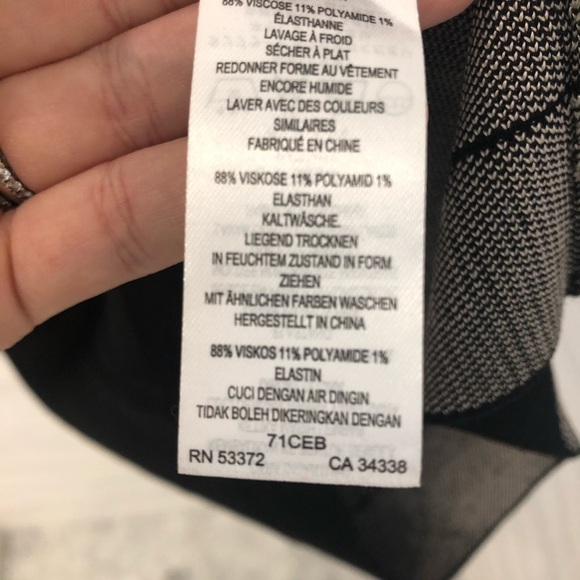 88% VISCOSE 11% POLYAMIDE 1%
ÉLASTHANNE
LAVAGE À FROID
SÉCHER À PLAT
REDONNER FORME AU VÊTEMENT
ENCORE HUMIDE
LAVER AVEC DES COULEURS
SIMILAIRES
FABRIQUÉ EN CHINE
88% VISKOSE 11% POLYAMID 1%
ELASTHAN
KALTWÄSCHE.
LIEGEND TROCKNEN
IN FEUCHTEM ZUSTAND IN FORM
ZIEHEN
MIT ÄHNLICHEN FARBEN WASCHEN
HERGESTELLT IN CHINA
88% VISKOS 11% POLYAMIDE 1%
ELASTIN
CUCI DENGAN AIR DINGIN
TIDAK BOLEH DIKERINGKAN DENGAN
71CEB
RN 53372 CA 34338